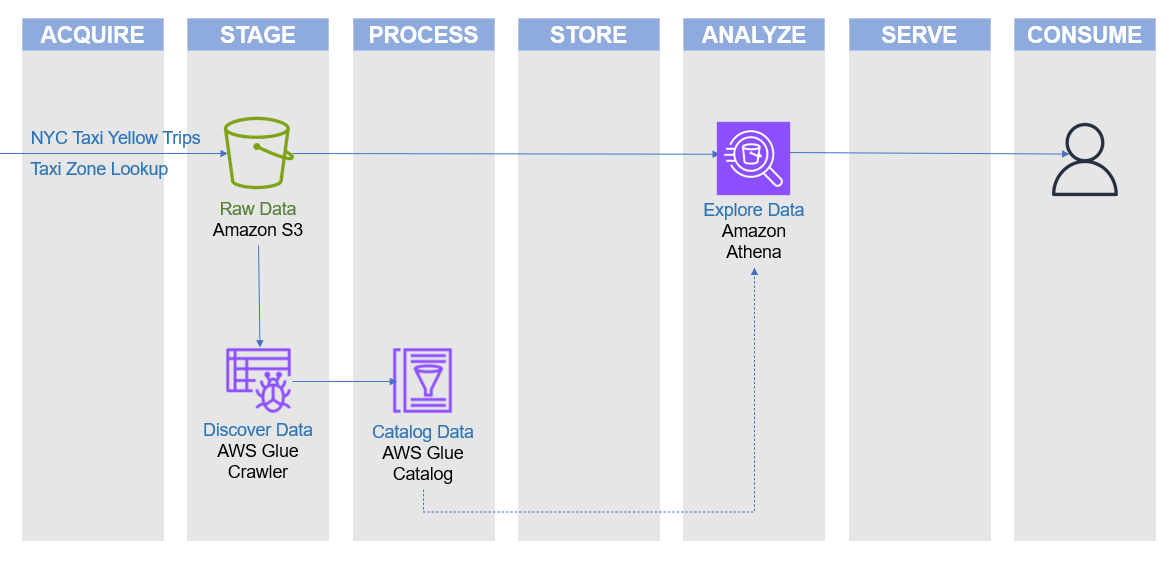 ACQUIRE
STAGE
PROCESS
STORE
ANALYZE
SERVE
CONSUME
NYC Taxi Yellow Trips
Taxi Zone Lookup
Raw Data
Amazon S3
Explore Data
Amazon
Athena
Discover Data
AWS Glue
Crawler
Catalog Data
AWS Glue
Catalog